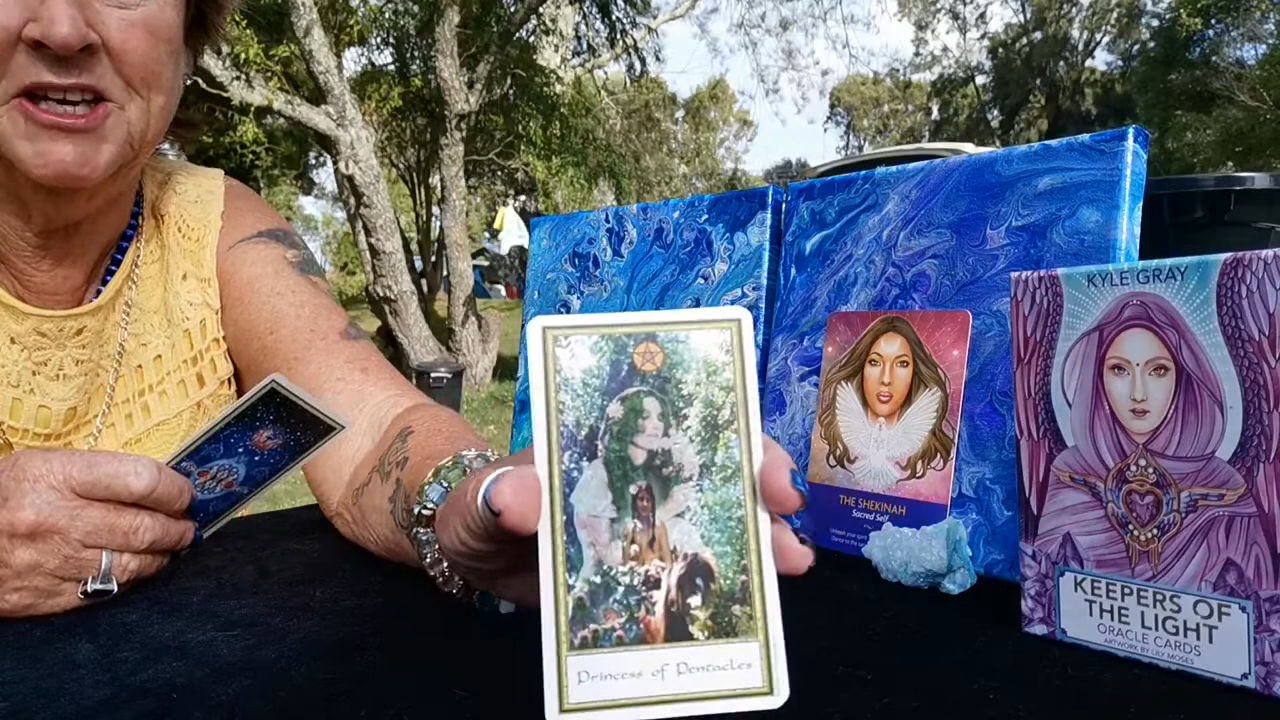 Princess of Pentacles
THE SHEKINAH
Sacred Self
KYLE GRAY
KEEPERS OF
THE LIGHT
ORACLE CARDS
ARTWORK BY LILY MOSES